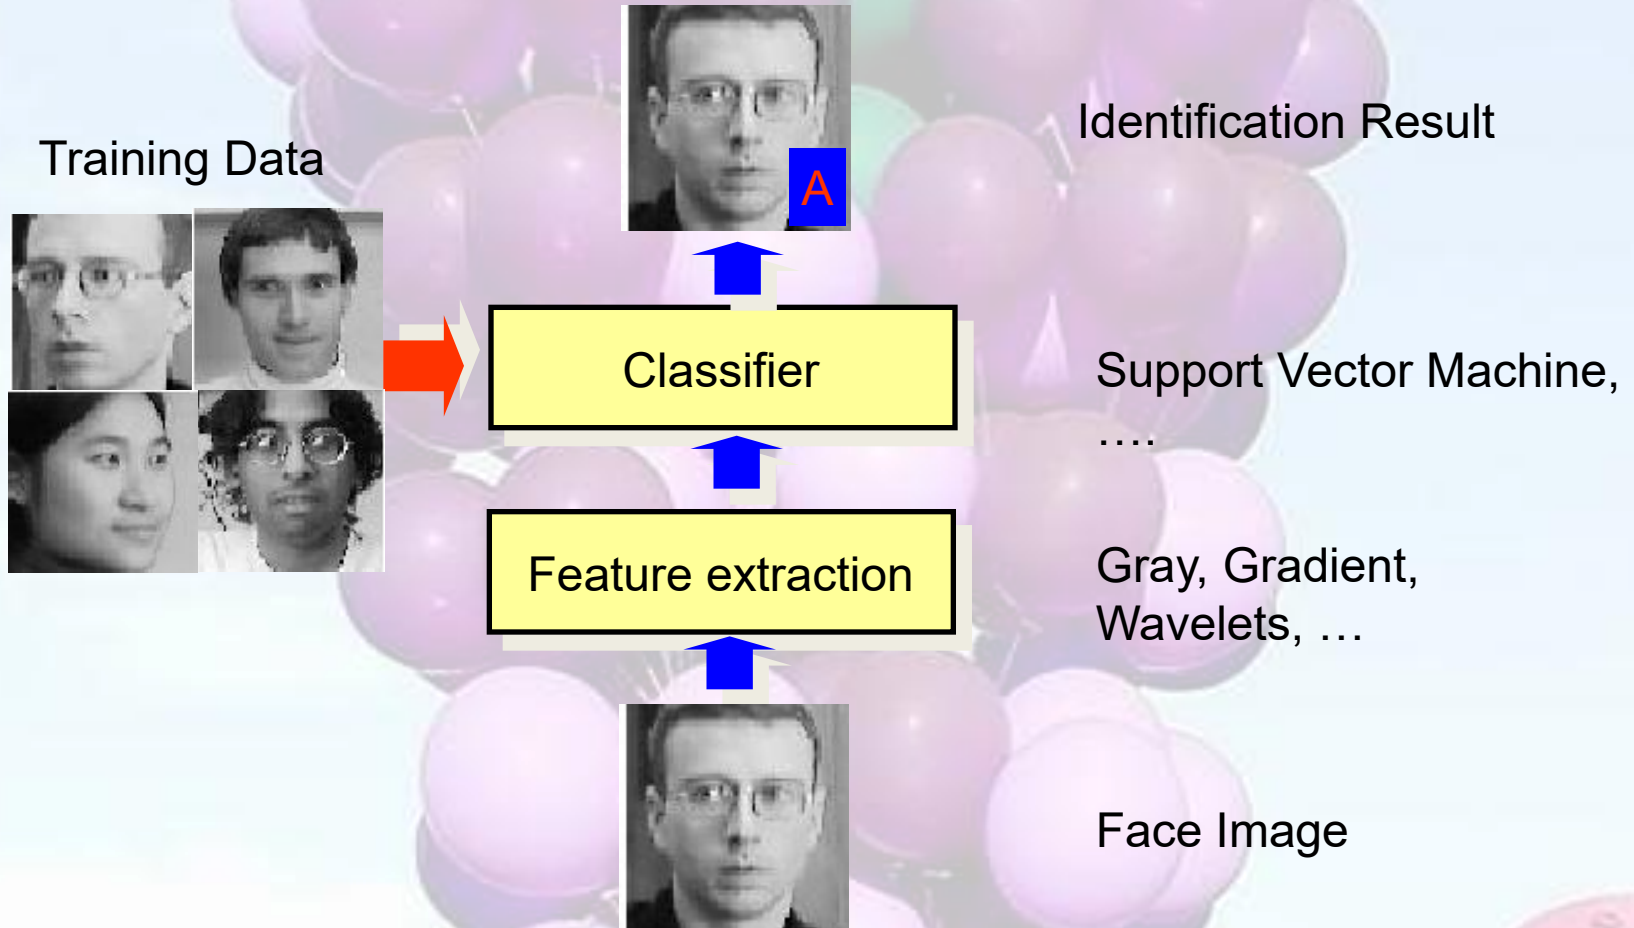 Identification Result
Training Data
A
Classifier
Support Vector Machine,
….
Feature extraction
Gray, Gradient,
Wavelets, …
Face Image